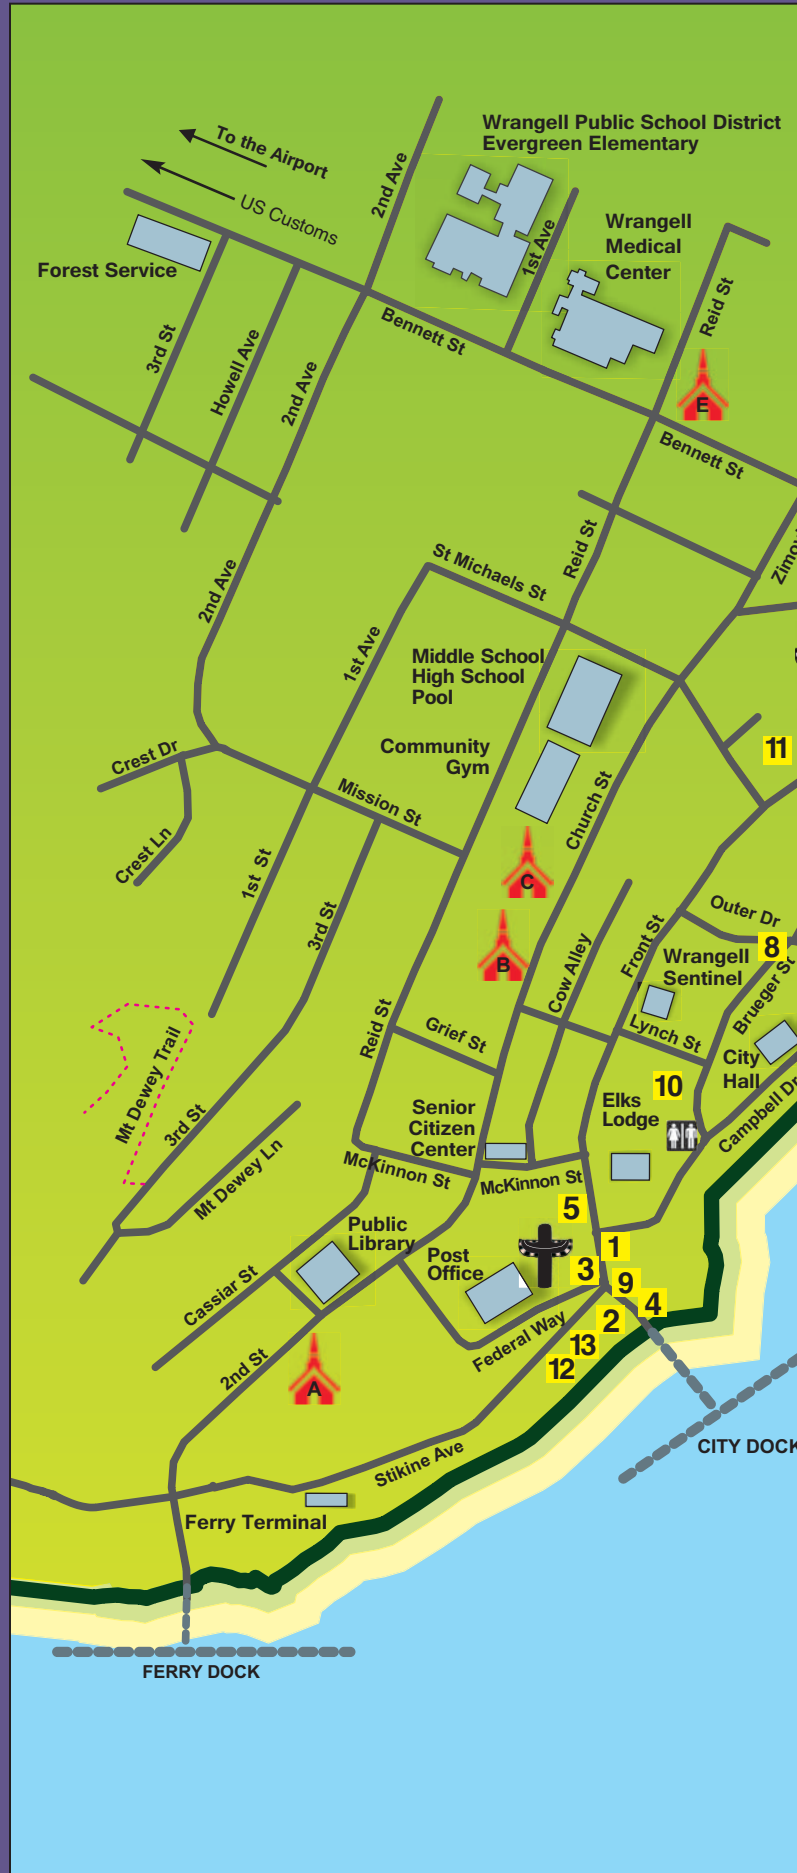 Wrangell Public School District
Evergreen Elementary
To the Airport
US Customs
2nd Ave
1st Ave
Wrangell
Medical
Center
Forest Service
Reid St
Bennett St
3rd St
Howell Ave
2nd Ave
E
Bennett St
Reid St
St Michaels St
2nd Ave
1st Ave
Middle School
High School
Pool
Community
Gym
11
Crest Dr
Mission St
Church St
Crest Ln
1st St
C
3rd St
Outer Dr
8
Front St
Wrangell
Sentinel
B
Cow Alley
Brueger St
Reid St
Grief St
Lynch St
City
Hall
Mt Dewey Trail
10
Elks
Lodge
Senior
Citizen
Center
Campbell Dr
3rd St
Mt Dewey Ln
McKinnon St
McKinnon St
5
Public
Library
Post
Office
1
3
9
4
2
13
12
Cassiar St
Federal Way
2nd St
A
CITY DOCK
Stikine Ave
Ferry Terminal
FERRY DOCK